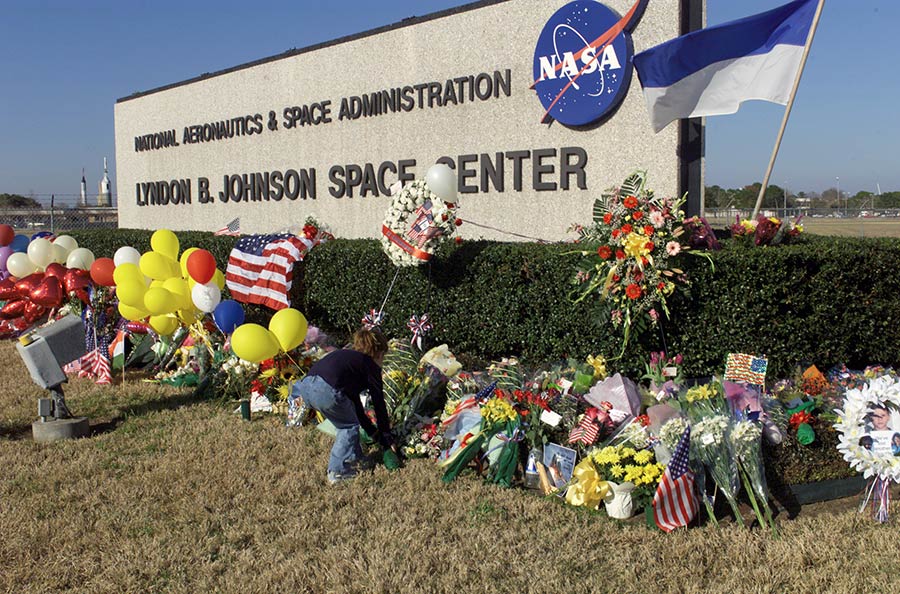 NASA
NATIONAL AERONAUTICS & SPACE ADMINISTRATION
LYNDON B. JOHNSON SPACE CENTER